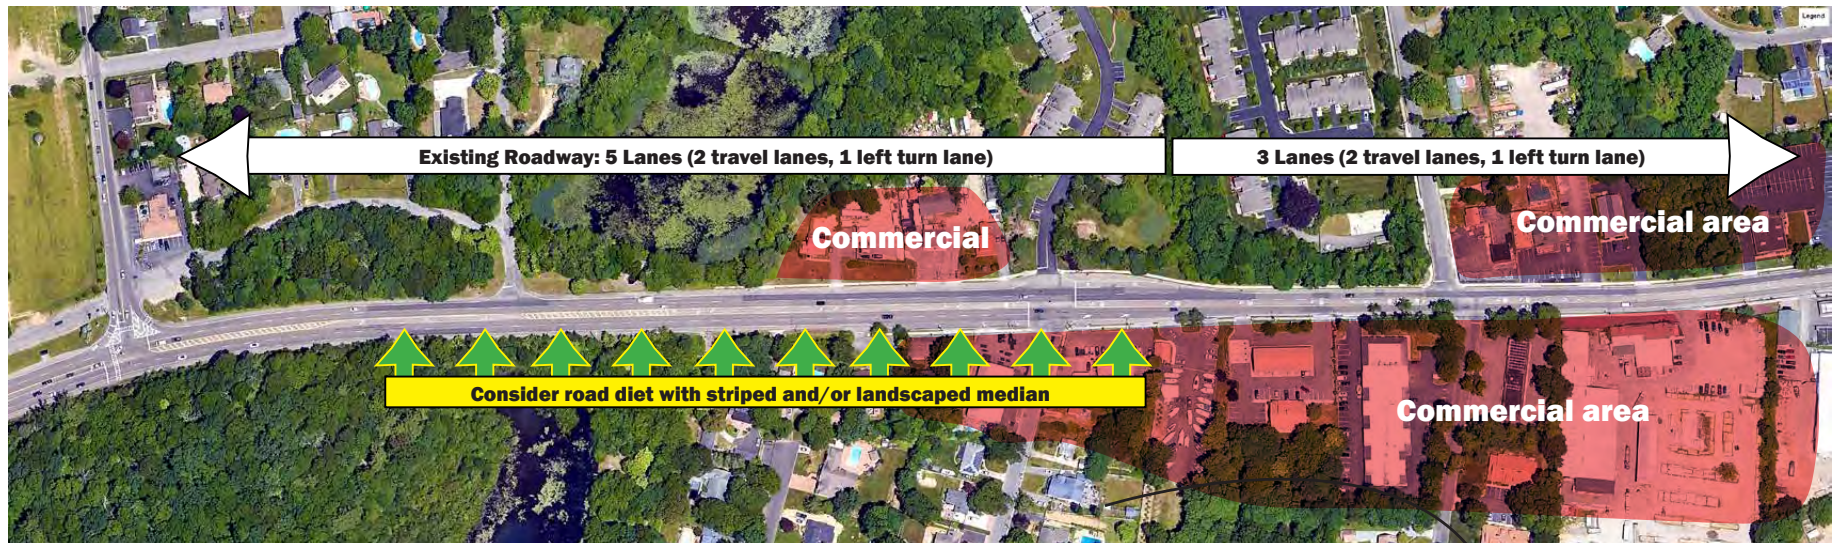 Legend
Existing Roadway: 5 Lanes (2 travel lanes, 1 left turn lane)
3 Lanes (2 travel lanes, 1 left turn lane)
Commercial
Commercial area
Consider road diet with striped and/or landscaped median
Commercial area